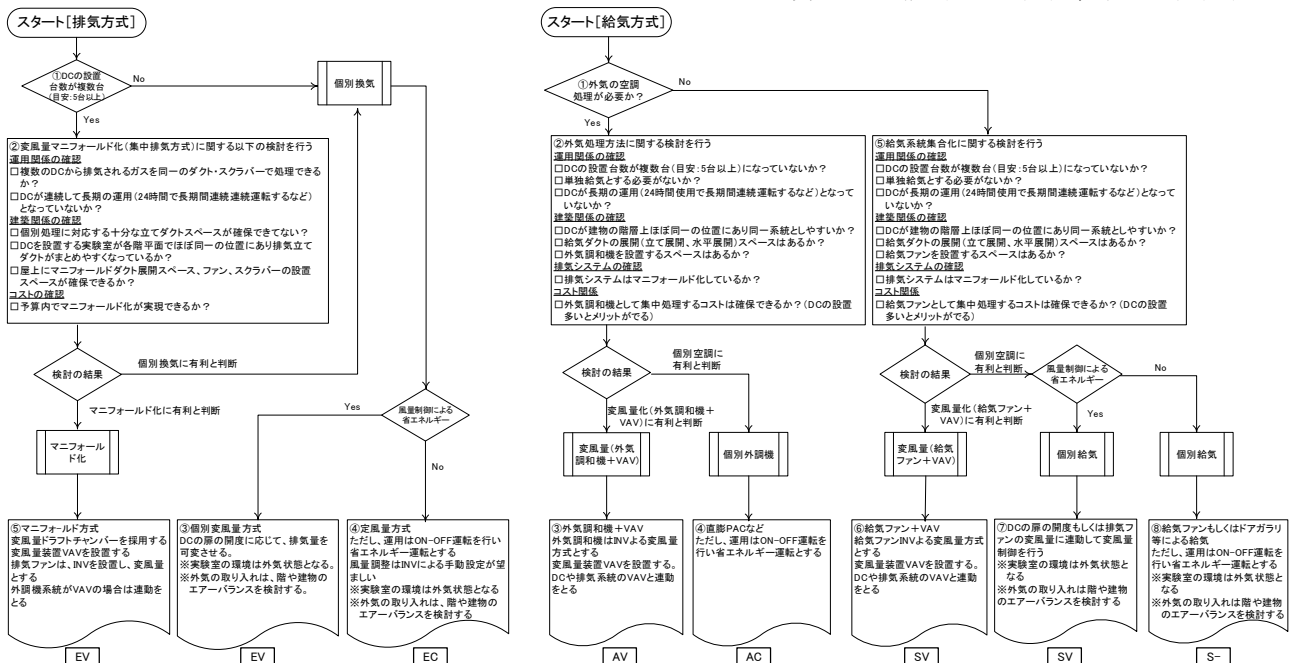 スタート[排気方式]
①DCの設置
台数が複数台
(目安:5台以上)
No
Yes
個別換気
②変風量マニフォールド化(集中排気方式)に関する以下の検討を行う
運用関係の確認
□複数のDCから排気されるガスを同一のダクト・スクラバーで処理できる
か?
□DCが連続して長期の運用(24時間で長期間連続運転するなど)
となっていないか?
建築関係の確認
□個別処理に対応する十分な立てダクトスペースが確保できてない?
□DCを設置する実験室が各階平面でほぼ同一の位置にあり排気立て
ダクトがまとめやすくなっているか?
□屋上にマニフォールドダクト展開スペース、ファン、スクラバーの設置
スペースが確保できるか?
コストの確認
□予算内でマニフォールド化が実現できるか?
検討の結果
個別換気に有利と判断
マニフォールド化に有利と判断
マニフォール
ド化
風量制御による
省エネルギー
Yes
No
⑤マニフォールド方式
変風量ドラフトチャンバーを採用する
変風量装置VAVを設置する
排気ファンは、INVを設置し、変風量
とする
外調機系統がVAVの場合は連動を
とる
EV
③個別変風量方式
DCの扉の開度に応じて、排気量を
可変させる。
※実験室の環境は外気状態となる。
※外気の取り入れは、階や建物の
エアーバランスを検討する。
EV
④定風量方式
ただし、運用はON-OFF運転を行い
省エネルギー運転とする
風量調整はINVによる手動設定が望
ましい
※実験室の環境は外気状態となる
※外気の取り入れは、階や建物の
エアーバランスを検討する
EC
スタート[給気方式]
①外気の空調
処理が必要か?
No
Yes
②外気処理方法に関する検討を行う
運用関係の確認
□DCの設置台数が複数台(目安:5台以上)になっていないか?
□単独給気とする必要がないか?
□DCが長期の運用(24時間使用で長期間連続運転するなど)となって
いないか?
建築関係の確認
□DCが建物の階層上ほぼ同一の位置にあり同一系統としやすいか?
□給気ダクトの展開(立て展開、水平展開)スペースはあるか?
□外気調和機を設置するスペースはあるか?
排気システムの確認
□排気システムはマニフォールド化しているか?
コスト関係
□外気調和機として集中処理するコストは確保できるか?(DCの設置
多いとメリットがでる)
⑤給気系統集合化に関する検討を行う
運用関係の確認
□DCの設置台数が複数台(目安:5台以上)になっていないか?
□単独給気とする必要がないか?
□DCが長期の運用(24時間使用で長期間連続運転するなど)となって
いないか?
建築関係の確認
□DCが建物の階層上ほぼ同一の位置にあり同一系統としやすいか?
□給気ダクトの展開(立て展開、水平展開)スペースはあるか?
□給気ファンを設置するスペースはあるか?
排気システムの確認
□排気システムはマニフォールド化しているか?
コスト関係
□給気ファンとして集中処理するコストは確保できるか?(DCの設置
多いとメリットがでる)
検討の結果
個別空調に
有利と判断
変風量化(外気調和機+
VAV)に有利と判断
変風量(外気
調和機+VAV)
個別外調機
検討の結果
個別空調に
有利と判断
風量制御による
省エネルギー
No
Yes
変風量化(給気ファン+
VAV)に有利と判断
変風量(給気
ファン+VAV)
個別給気
個別給気
③外気調和機+VAV
外気調和機はINVよる変風量
方式とする
変風量装置VAVを設置する。
DCや排気系統のVAVと連動
をとる
AV
④直膨PACなど
ただし、運用はON-OFF運転を
行い省エネルギー運転とする
AC
⑥給気ファン+VAV
給気ファンINVよる変風量方式
とする
変風量装置VAVを設置する。
DCや排気系統のVAVと連動
をとる
SV
⑦DCの扉の開度もしくは排気フ
ァンの変風量に連動して変風量
制御を行う
※実験室の環境は外気状態と
なる
※外気の取り入れは階や建物
のエアーバランスを検討する
SV
⑧給気ファンもしくはドアガラリ
等による給気
ただし、運用はON-OFF運転を
行い省エネルギー運転とする
※実験室の環境は外気状態と
なる
※外気の取り入れは階や建物
のエアーバランスを検討する
S-